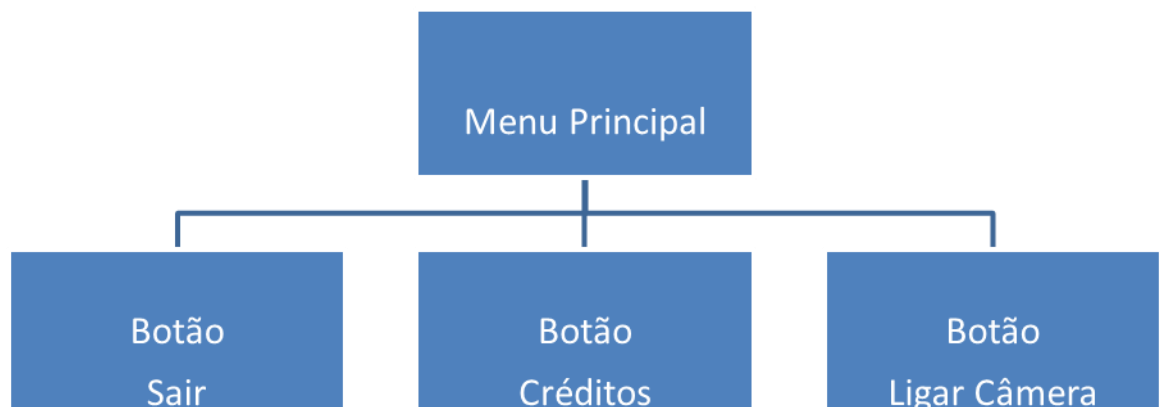 Menu Principal
Botão
Sair
Botão
Créditos
Botão
Ligar Câmera